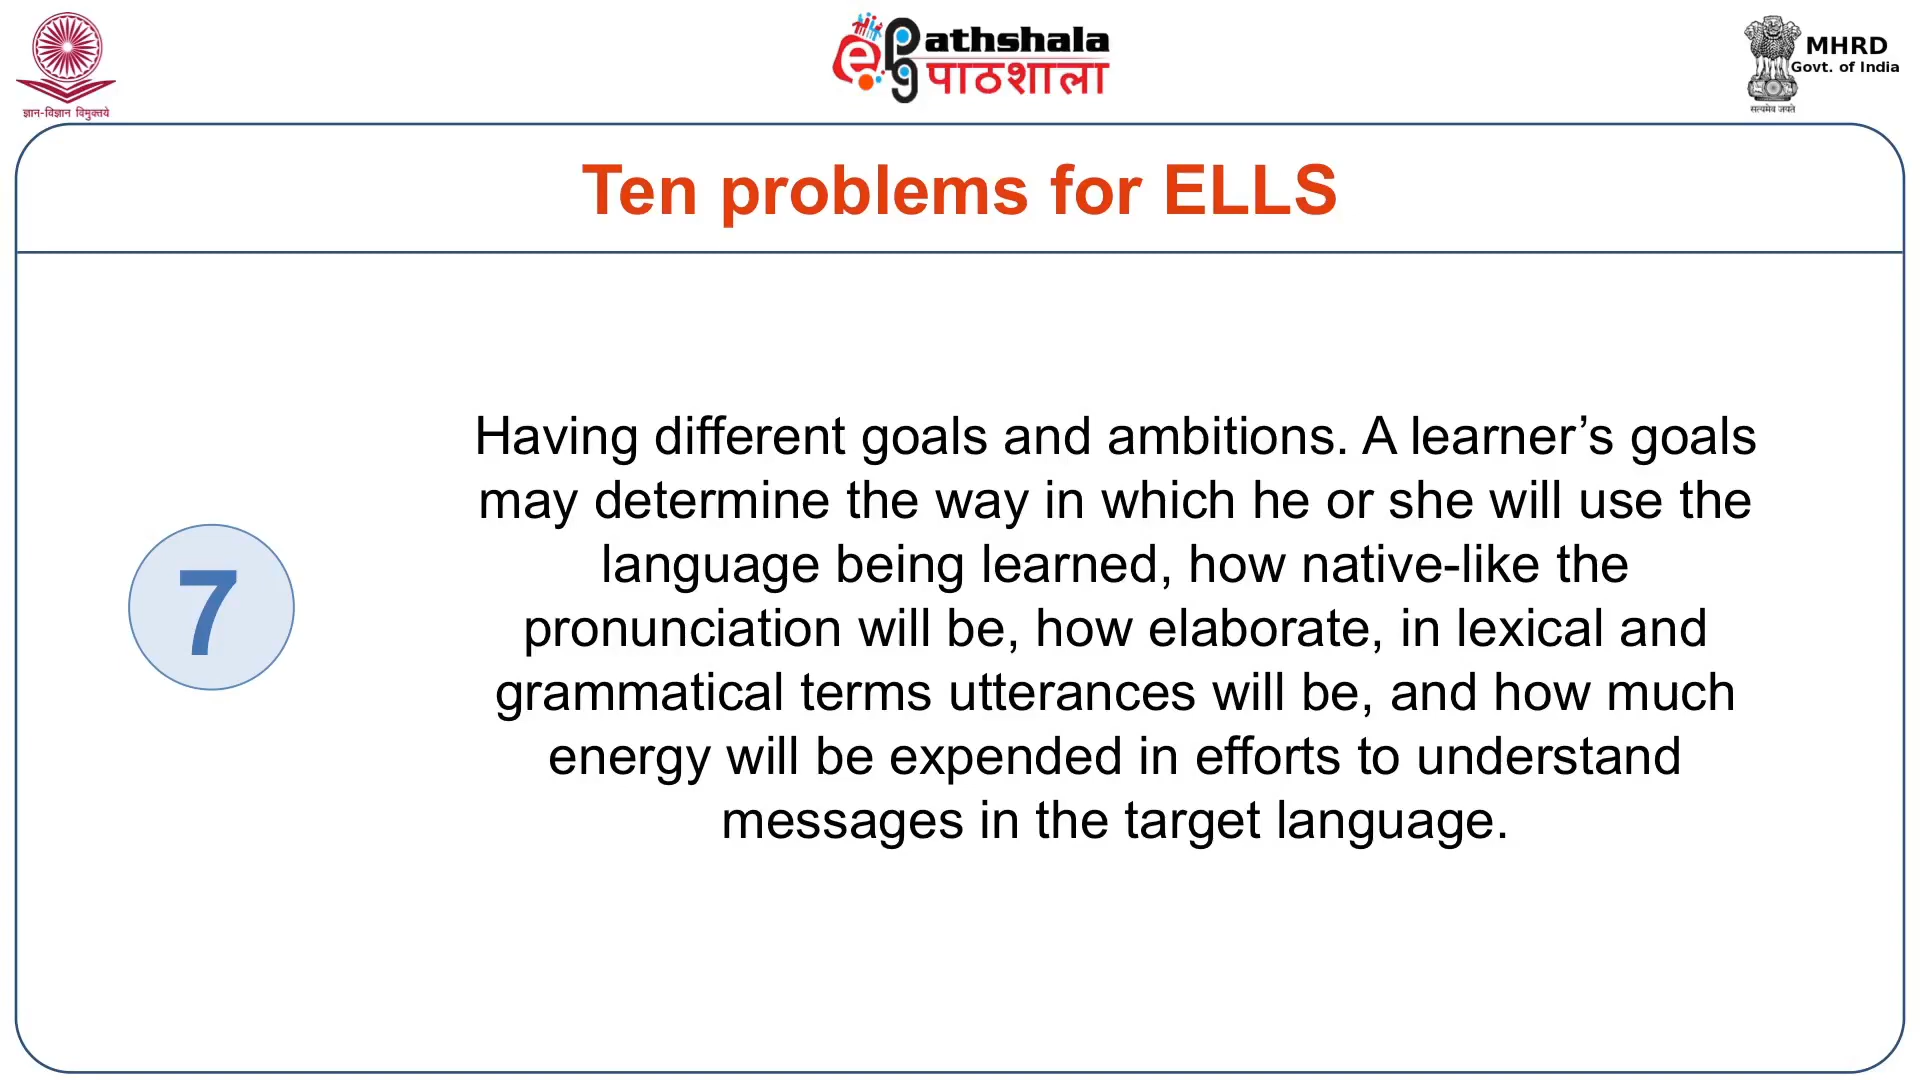 ज्ञान-विज्ञान विमुक्तये
e
PG
athshala
पाठशाला
MHRD
Govt. of India
सत्यमेव जयते
Ten problems for ELLS
7
Having different goals and ambitions. A learner’s goals
may determine the way in which he or she will use the
language being learned, how native-like the
pronunciation will be, how elaborate, in lexical and
grammatical terms utterances will be, and how much
energy will be expended in efforts to understand
messages in the target language.